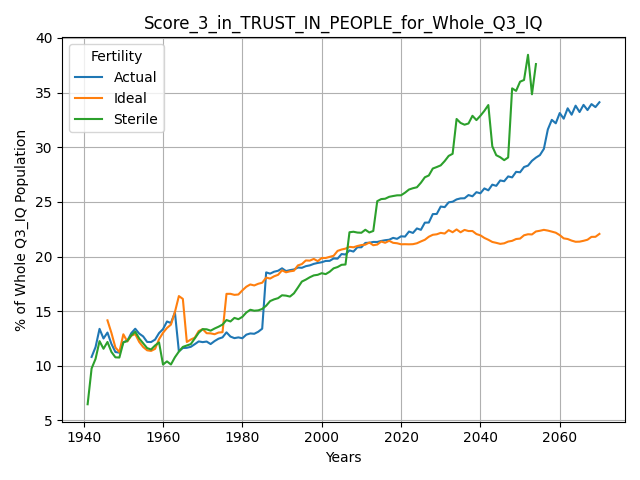 Score_3_in_TRUST_IN_PEOPLE_for_Whole_Q3_IQ
Fertility
Actual
Ideal
Sterile
% of Whole Q3_IQ Population
40
35
30
25
20
15
10
5
1940 1960 1980 2000 2020 2040 2060
Years